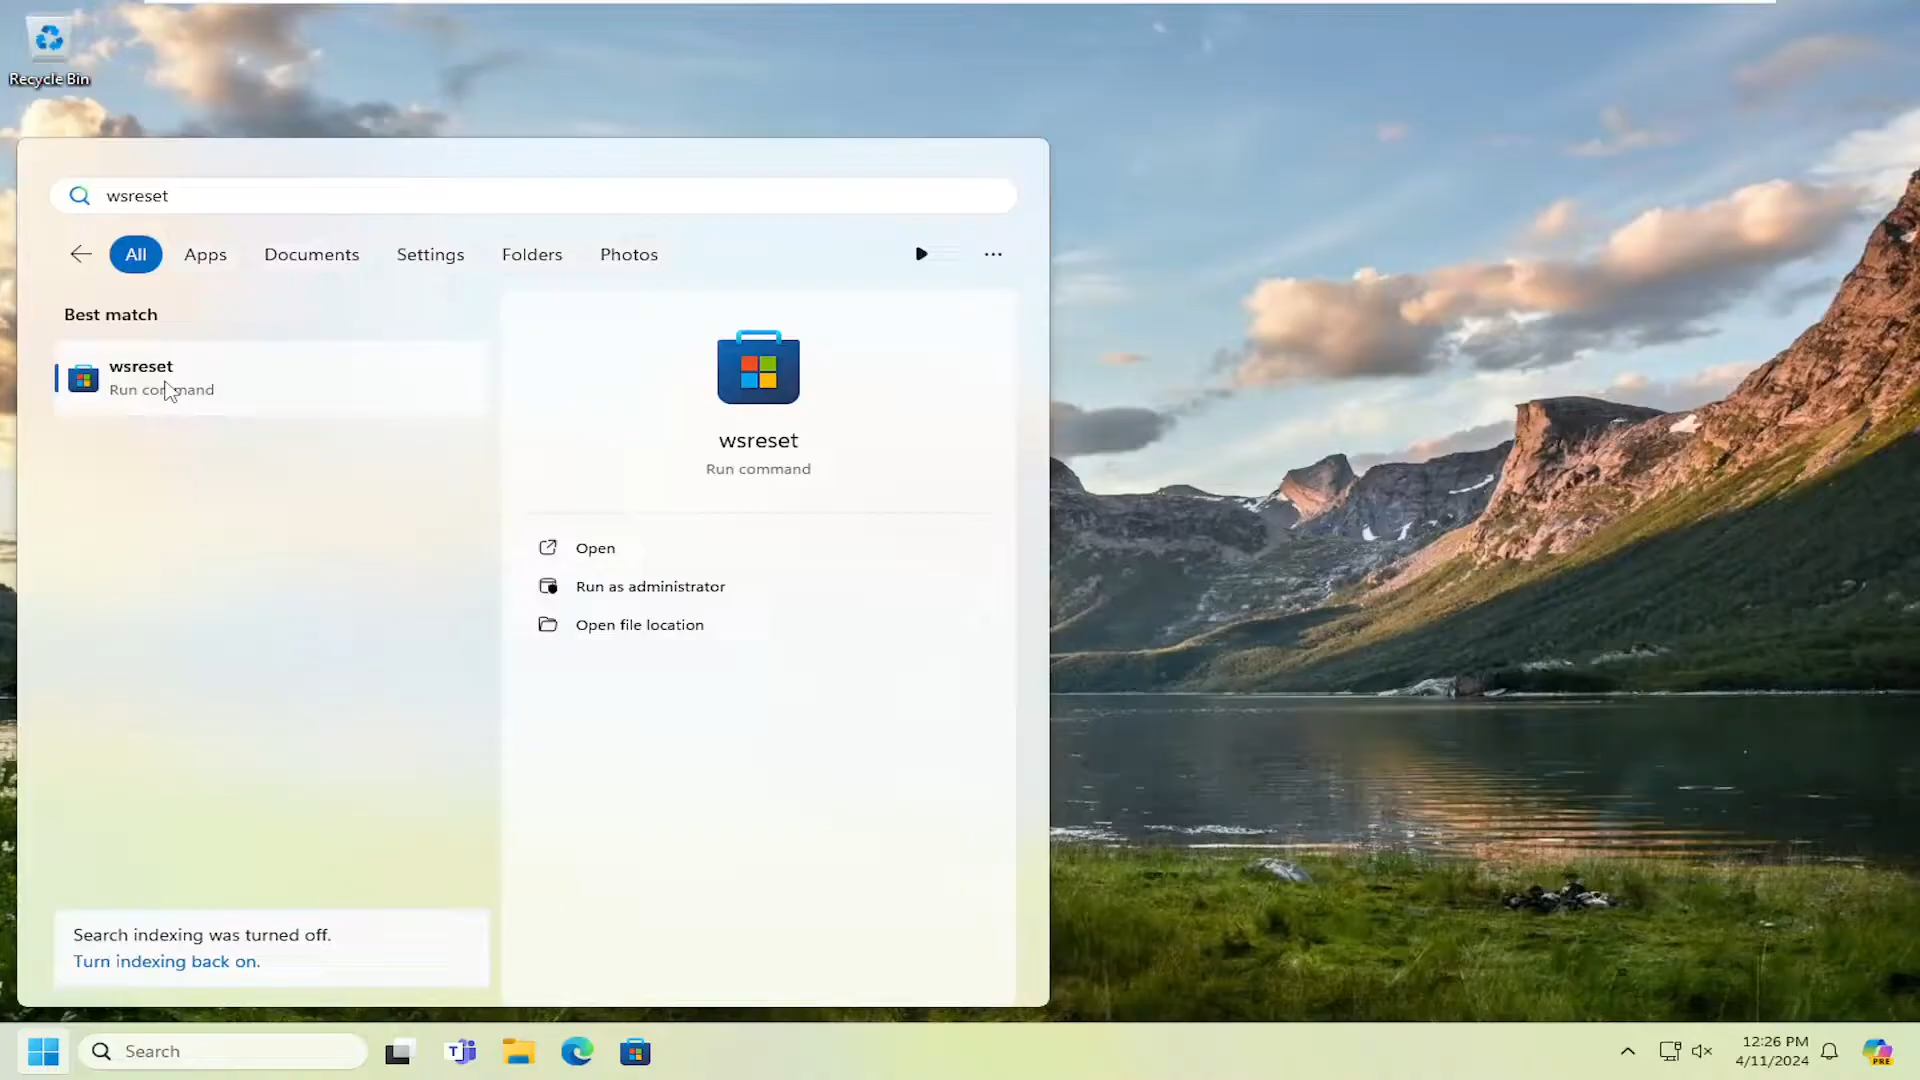 Recycle Bin
wsreset
All
Apps
Documents
Settings
Folders
Photos
Best match
wsreset
Run command
wsreset
Run command
Open
Run as administrator
Open file location
Search indexing was turned off.
Turn indexing back on.
Search
12:26 PM
4/11/2024
PRE